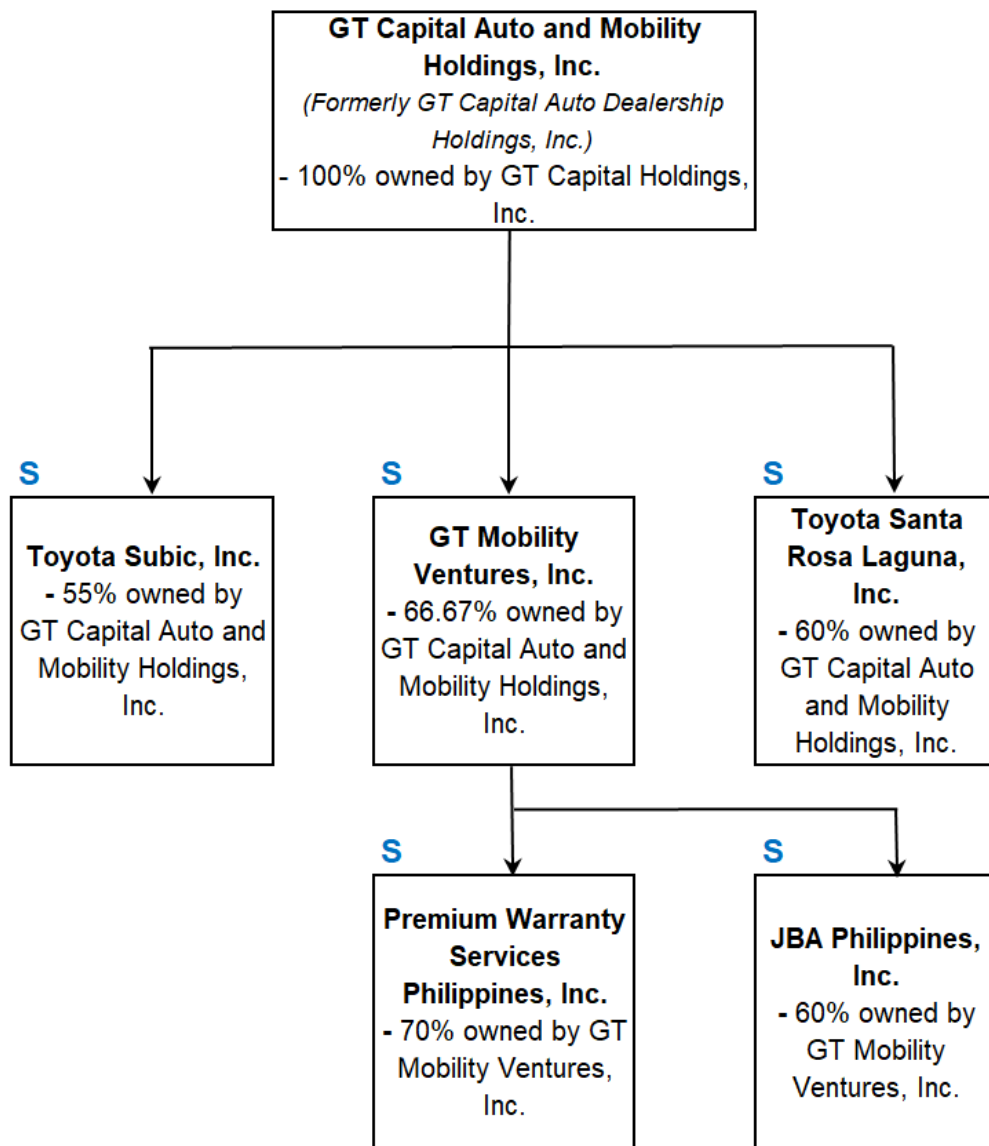 GT Capital Auto and Mobility
Holdings, Inc.
(Formerly GT Capital Auto Dealership
Holdings, Inc.)
- 100% owned by GT Capital Holdings,
Inc.
S
Toyota Subic, Inc.
- 55% owned by
GT Capital Auto and
Mobility Holdings,
Inc.
S
GT Mobility
Ventures, Inc.
- 66.67% owned by
GT Capital Auto and
Mobility Holdings,
Inc.
S
Toyota Santa
Rosa Laguna,
Inc.
- 60% owned by
GT Capital Auto
and Mobility
Holdings, Inc.
S
Premium Warranty
Services
Philippines, Inc.
- 70% owned by GT
Mobility Ventures,
Inc.
S
JBA Philippines,
Inc.
- 60% owned by
GT Mobility
Ventures, Inc.